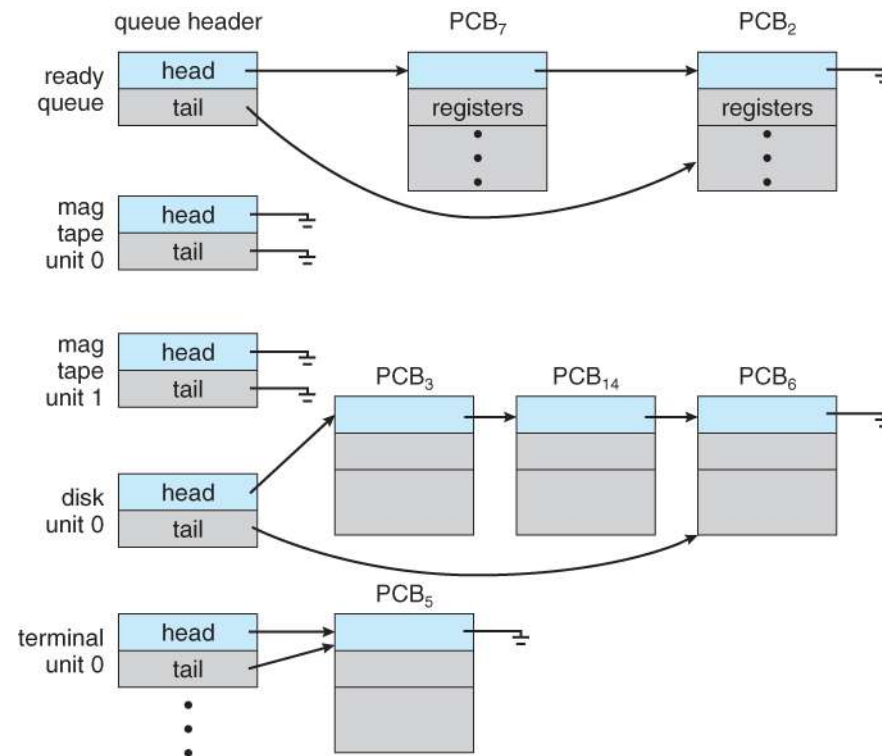 queue header
PCB₇
PCB₂
ready
queue
head
tail
registers
registers
mag
tape
unit 0
head
tail
mag
tape
unit 1
head
tail
PCB₃
PCB₁₄
PCB₆
disk
unit 0
head
tail
PCB₅
terminal
unit 0
head
tail